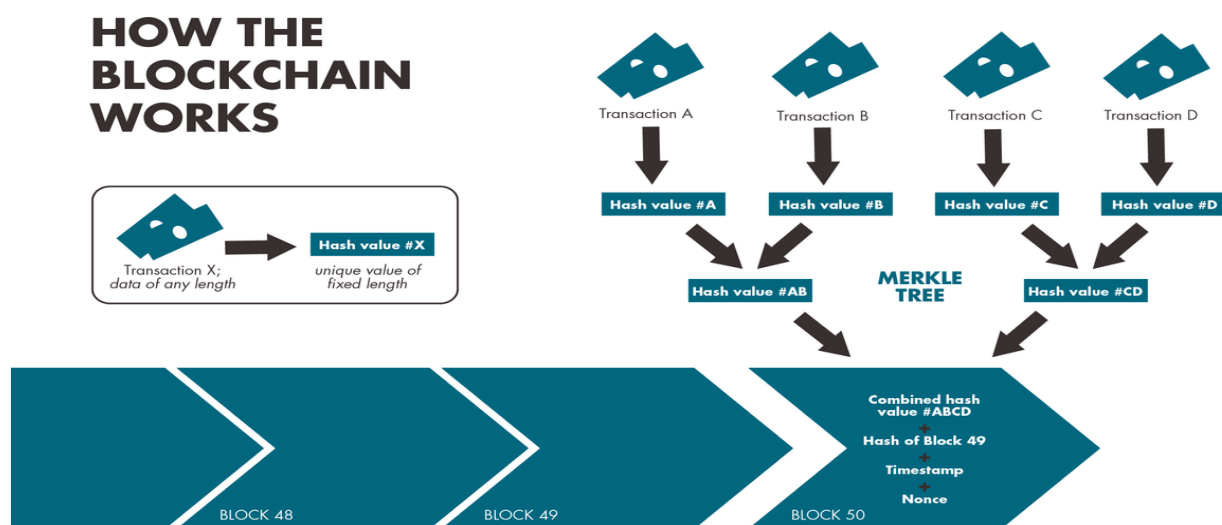 HOW THE
BLOCKCHAIN
WORKS
Transaction A
Transaction B
Transaction C
Transaction D
Hash value #A
Hash value #B
Hash value #C
Hash value #D
Transaction X;
data of any length
Hash value #X
unique value of
fixed length
Hash value #AB
MERKLE
TREE
Hash value #CD
Combined hash
value #ABCD
+
Hash of Block 49
+
Timestamp
+
Nonce
BLOCK 48
BLOCK 49
BLOCK 50